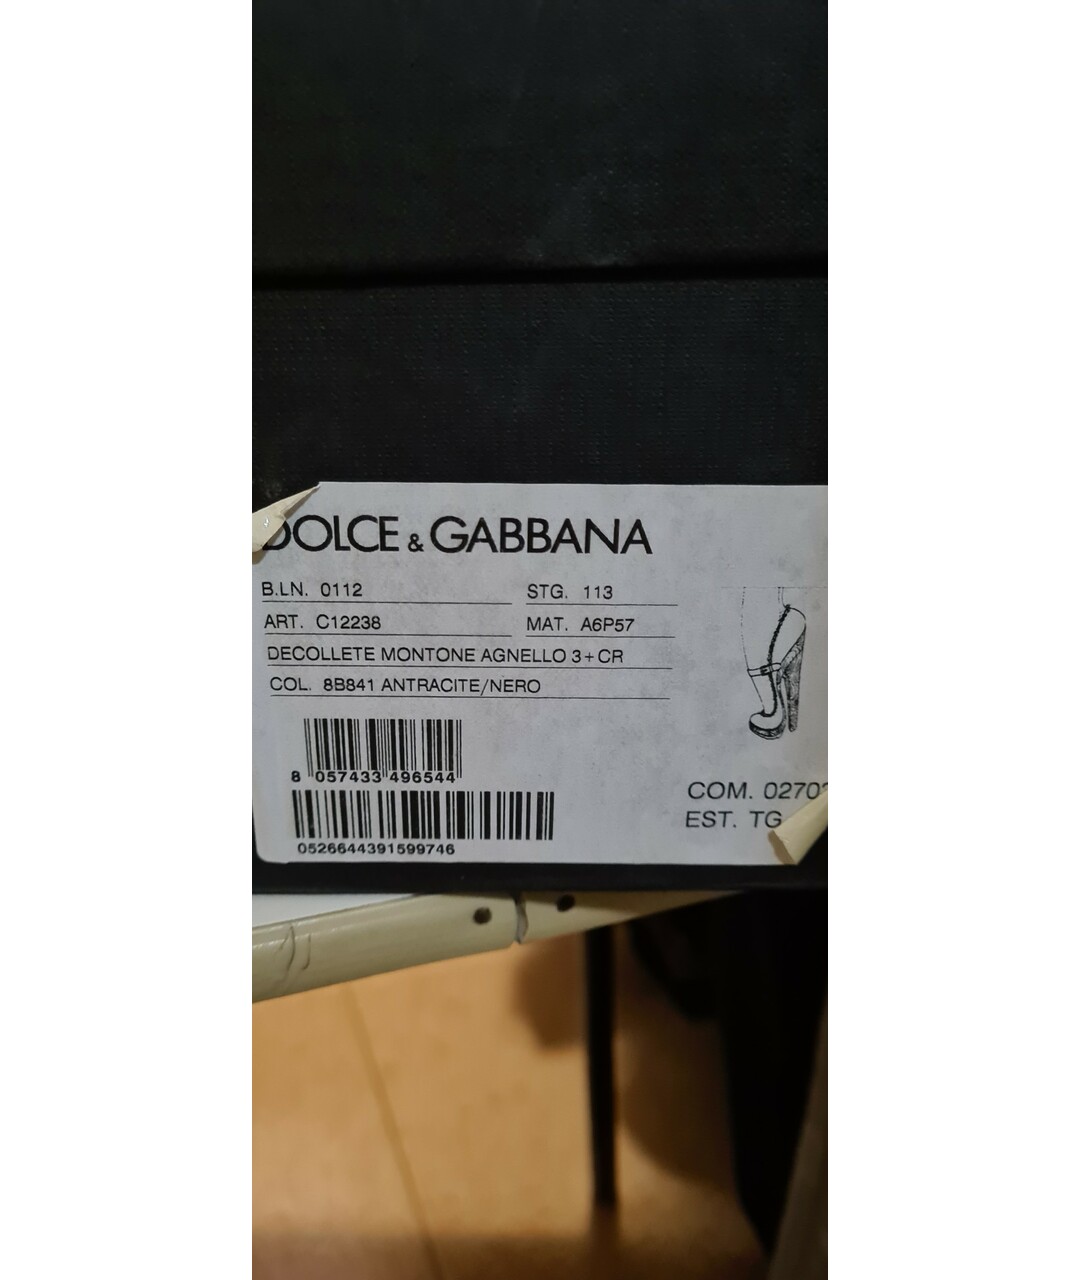 DOLCE & GABBANA
B.LN. 0112 STG. 113
ART. C12238 MAT. A6P57
DECOLLETE MONTONE AGNELLO 3+CR
COL. 8B841 ANTRACITE/NERO
8 057433 496544
COM. 0270
EST. TG
0526644391599746